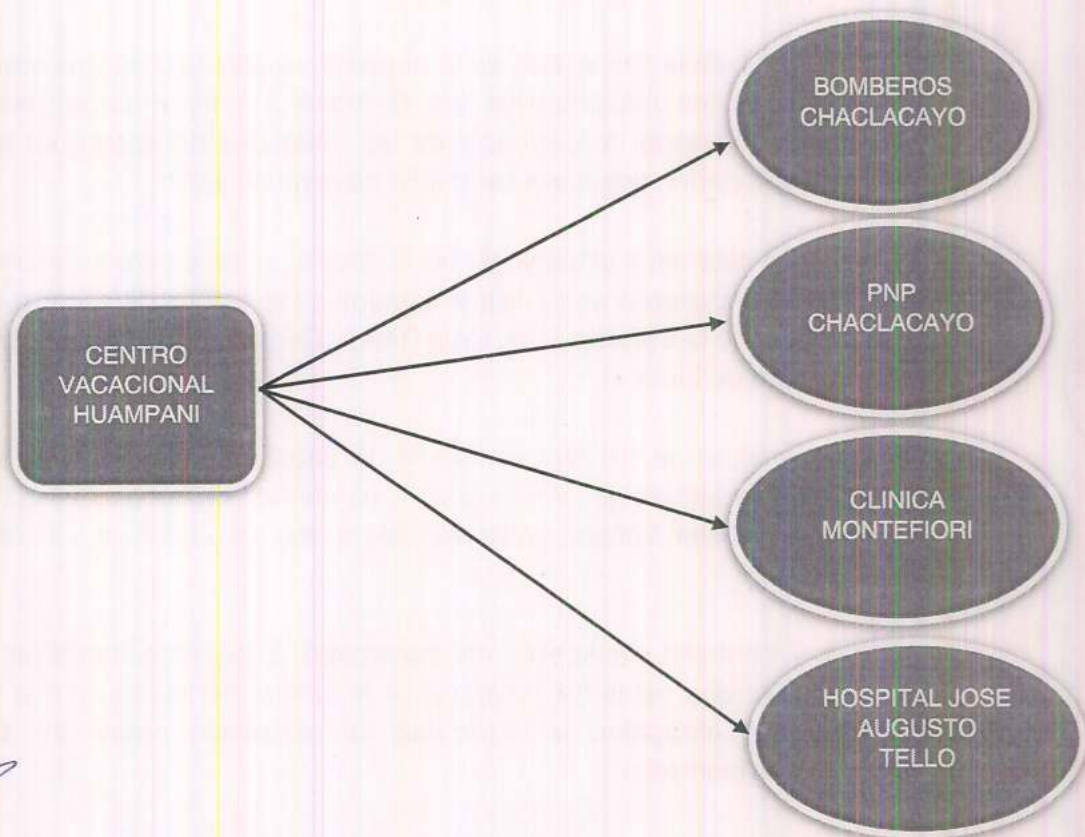 CENTRO
VACACIONAL
HUAMPANI
BOMBEROS
CHACLACAYO
PNP
CHACLACAYO
CLINICA
MONTEFIORI
HOSPITAL JOSE
AUGUSTO
TELLO